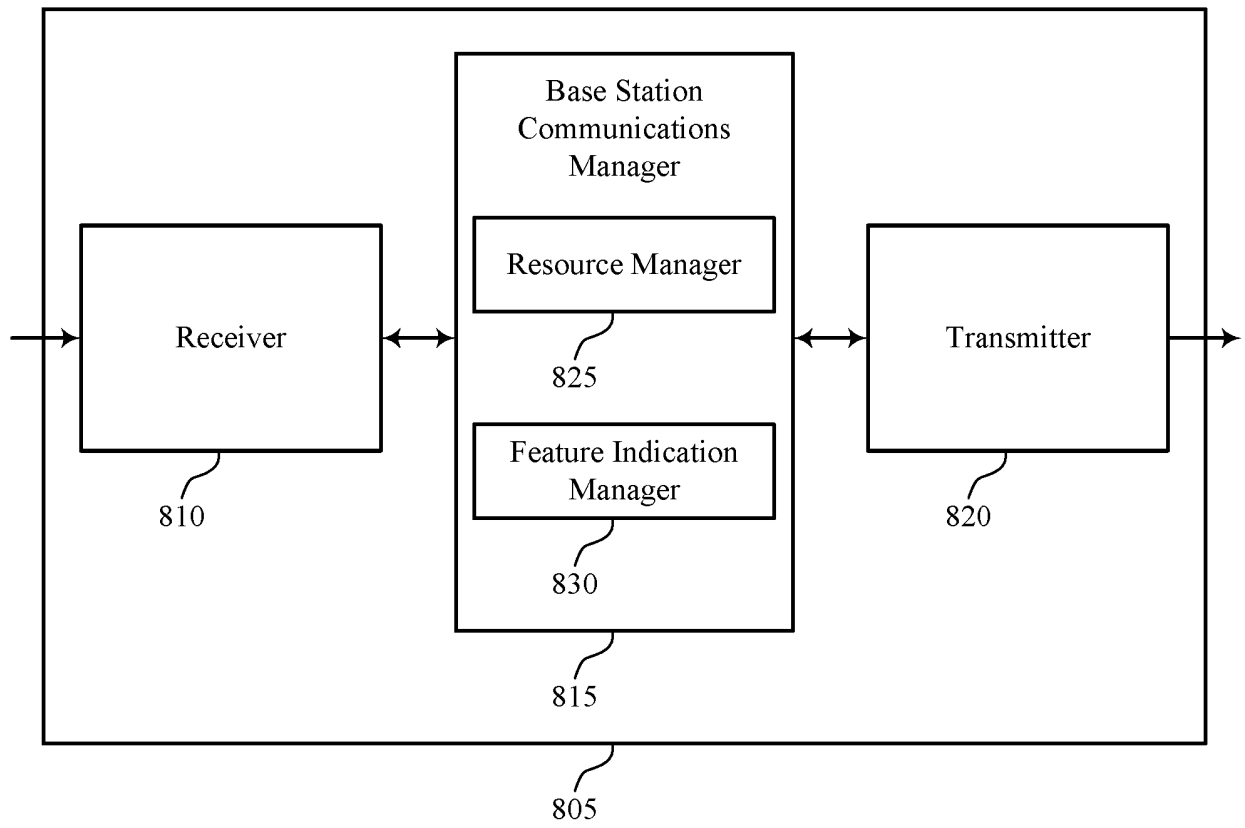 Base Station
Communications
Manager
Resource Manager
825
Receiver
810
Transmitter
820
Feature Indication
Manager
830
815
805